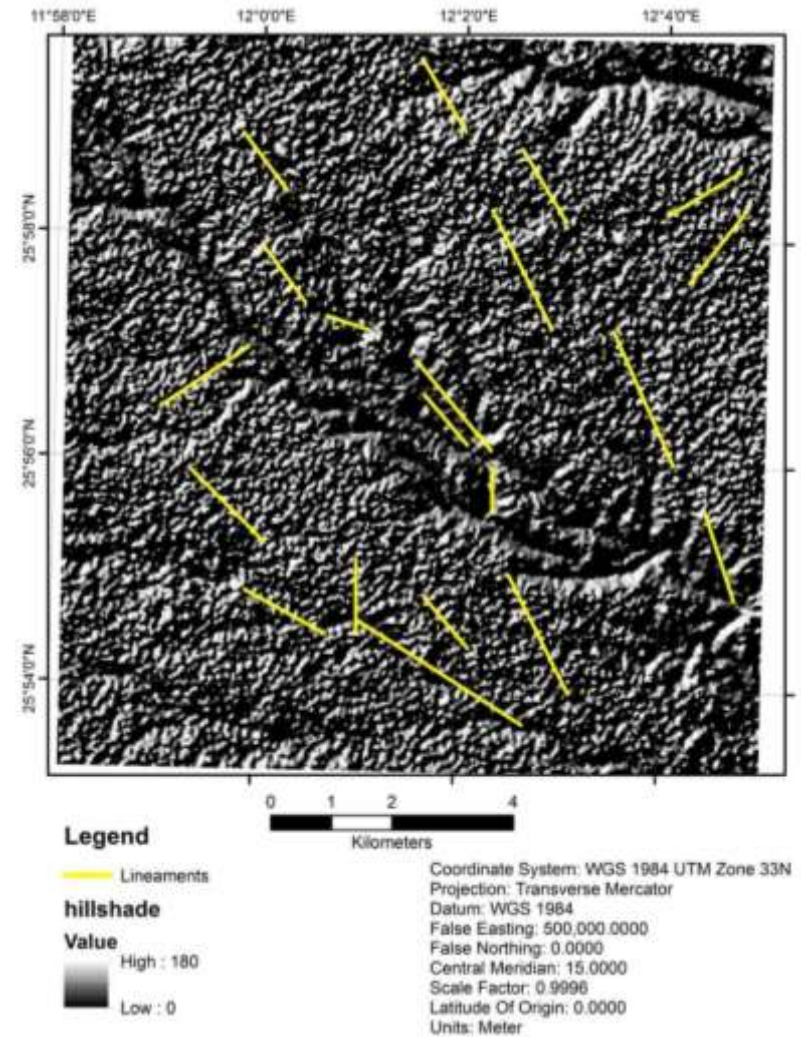 11°58'0"E 12°0'0"E 12°2'0"E 12°4'0"E
25°58'0"N
25°56'0"N
25°54'0"N
0 1 2 4
Kilometers
Legend
Lineaments
hillshade
Value
High : 180
Low : 0
Coordinate System: WGS 1984 UTM Zone 33N
Projection: Transverse Mercator
Datum: WGS 1984
False Easting: 500,000.0000
False Northing: 0.0000
Central Meridian: 15.0000
Scale Factor: 0.9996
Latitude Of Origin: 0.0000
Units: Meter